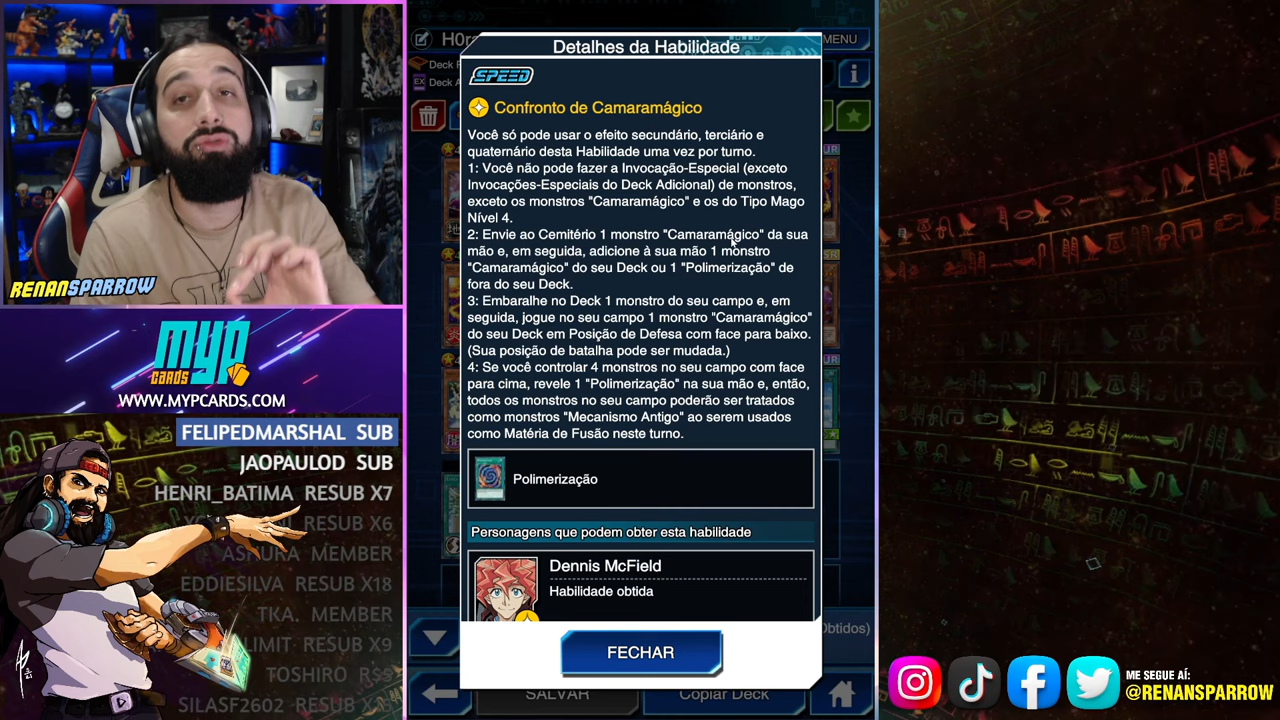 RENANSPARROW
MYP
CARDS
WWW.MYPCARDS.COM
FELIPEDMARSHAL SUB
JAOPAULOD SUB
HENRI_BATIMA RESUB X7
RESUB X6
MEMBER
EDDIESILVA RESUB X18
TKA. MEMBER
LIMIT RESUB X9
TOSHIRO
SILASF2602
H0r
MENU
Deck
EX
Deck A
Detalhes da Habilidade
SPEED
Confronto de Camaramágico
Você só pode usar o efeito secundário, terciário e
quaternário desta Habilidade uma vez por turno.
1: Você não pode fazer a Invocação-Especial (exceto
Invocações-Especiais do Deck Adicional) de monstros,
exceto os monstros "Camaramágico" e os do Tipo Mago
Nível 4.
2: Envie ao Cemitério 1 monstro "Camaramágico" da sua
mão e, em seguida, adicione à sua mão 1 monstro
"Camaramágico" do seu Deck ou 1 "Polimerização" de
fora do seu Deck.
3: Embaralhe no Deck 1 monstro do seu campo e, em
seguida, jogue no seu campo 1 monstro "Camaramágico"
do seu Deck em Posição de Defesa com face para baixo.
(Sua posição de batalha pode ser mudada.)
4: Se você controlar 4 monstros no seu campo com face
para cima, revele 1 "Polimerização" na sua mão e, então,
todos os monstros no seu campo poderão ser tratados
como monstros "Mecanismo Antigo" ao serem usados
como Matéria de Fusão neste turno.
Polimerização
Personagens que podem obter esta habilidade
Dennis McField
Habilidade obtida
FECHAR
Obtidos)
SALVAR
Copiar Deck
ME SEGUE AÍ:
@RENANSPARROW